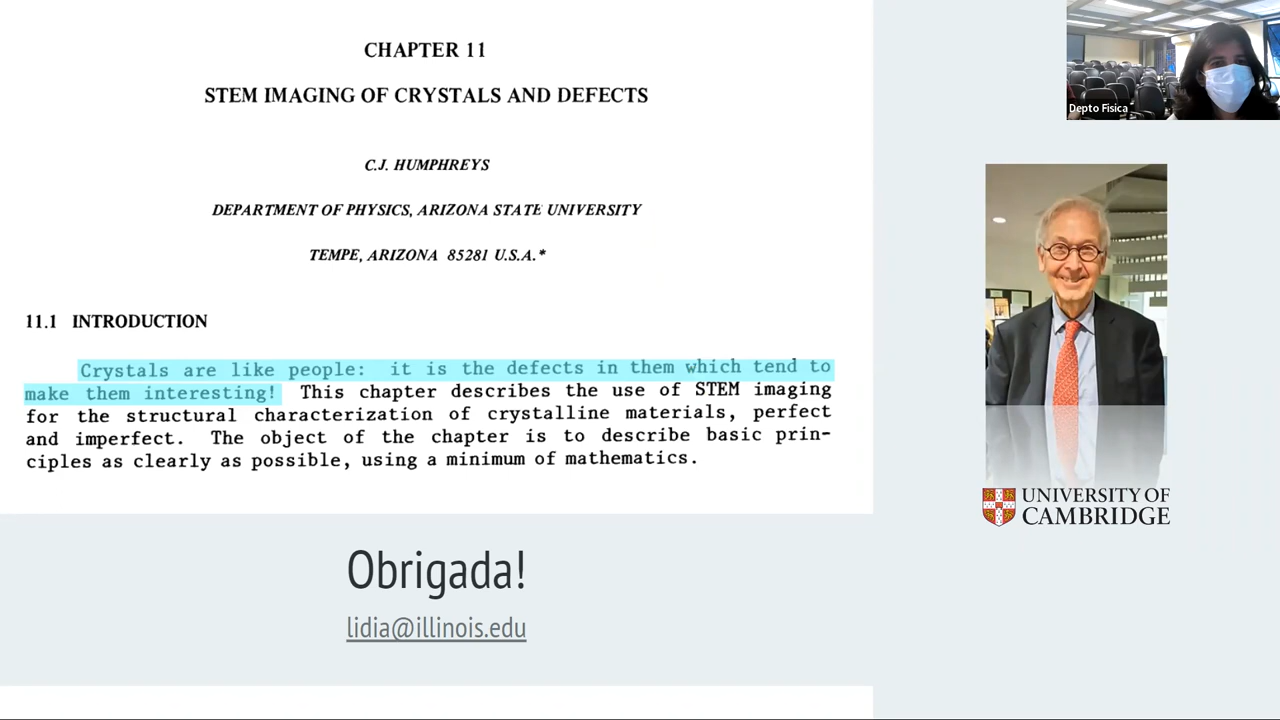 CHAPTER 11
STEM IMAGING OF CRYSTALS AND DEFECTS
C.J. HUMPHREYS
DEPARTMENT OF PHYSICS, ARIZONA STATE UNIVERSITY
TEMPE, ARIZONA 85281 U.S.A.*
11.1 INTRODUCTION
Crystals are like people: it is the defects in them which tend to
make them interesting! This chapter describes the use of STEM imaging
for the structural characterization of crystalline materials, perfect
and imperfect. The object of the chapter is to describe basic prin-
ciples as clearly as possible, using a minimum of mathematics.
Obrigada!
lidia@illinois.edu
Depto Fisica
UNIVERSITY OF
CAMBRIDGE